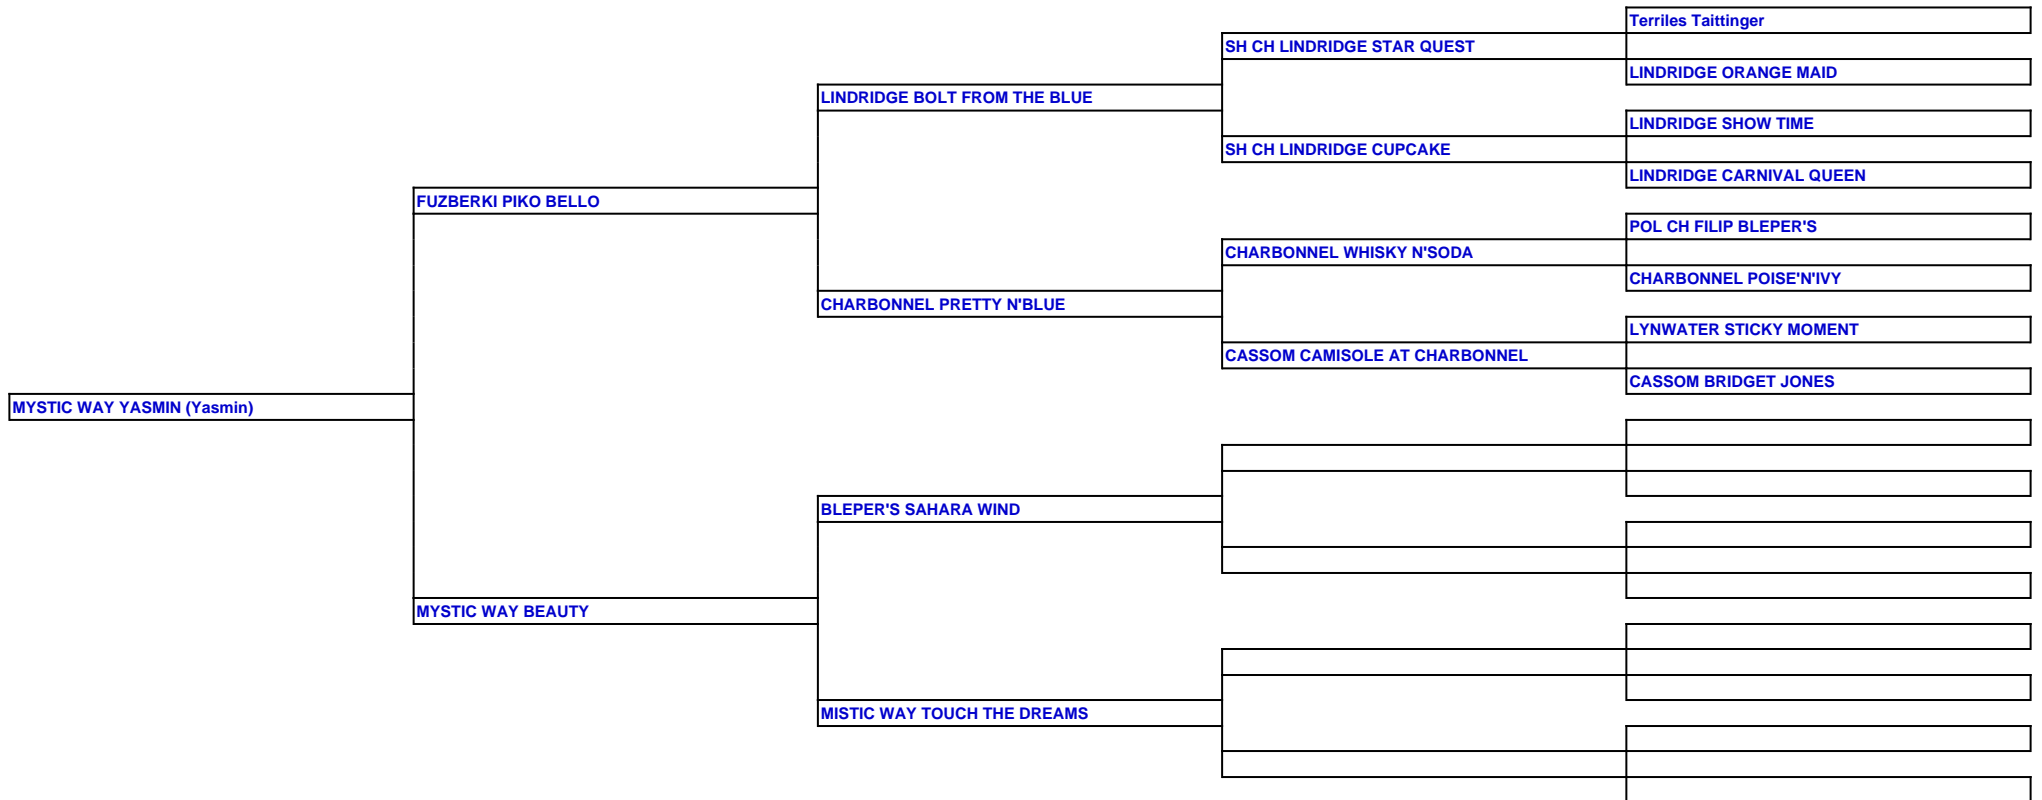 Terriles Taittinger
SH CH LINDRIDGE STAR QUEST
LINDRIDGE ORANGE MAID
LINDRIDGE BOLT FROM THE BLUE
LINDRIDGE SHOW TIME
SH CH LINDRIDGE CUPCAKE
LINDRIDGE CARNIVAL QUEEN
FUZBERKI PIKO BELLO
POL CH FILIP BLEPER'S
CHARBONNEL WHISKY N'SODA
CHARBONNEL POISE'N'IVY
CHARBONNEL PRETTY N'BLUE
LYNWATER STICKY MOMENT
CASSOM CAMISOLE AT CHARBONNEL
CASSOM BRIDGET JONES
MYSTIC WAY YASMIN (Yasmin)
BLEPER'S SAHARA WIND
MYSTIC WAY BEAUTY
MISTIC WAY TOUCH THE DREAMS